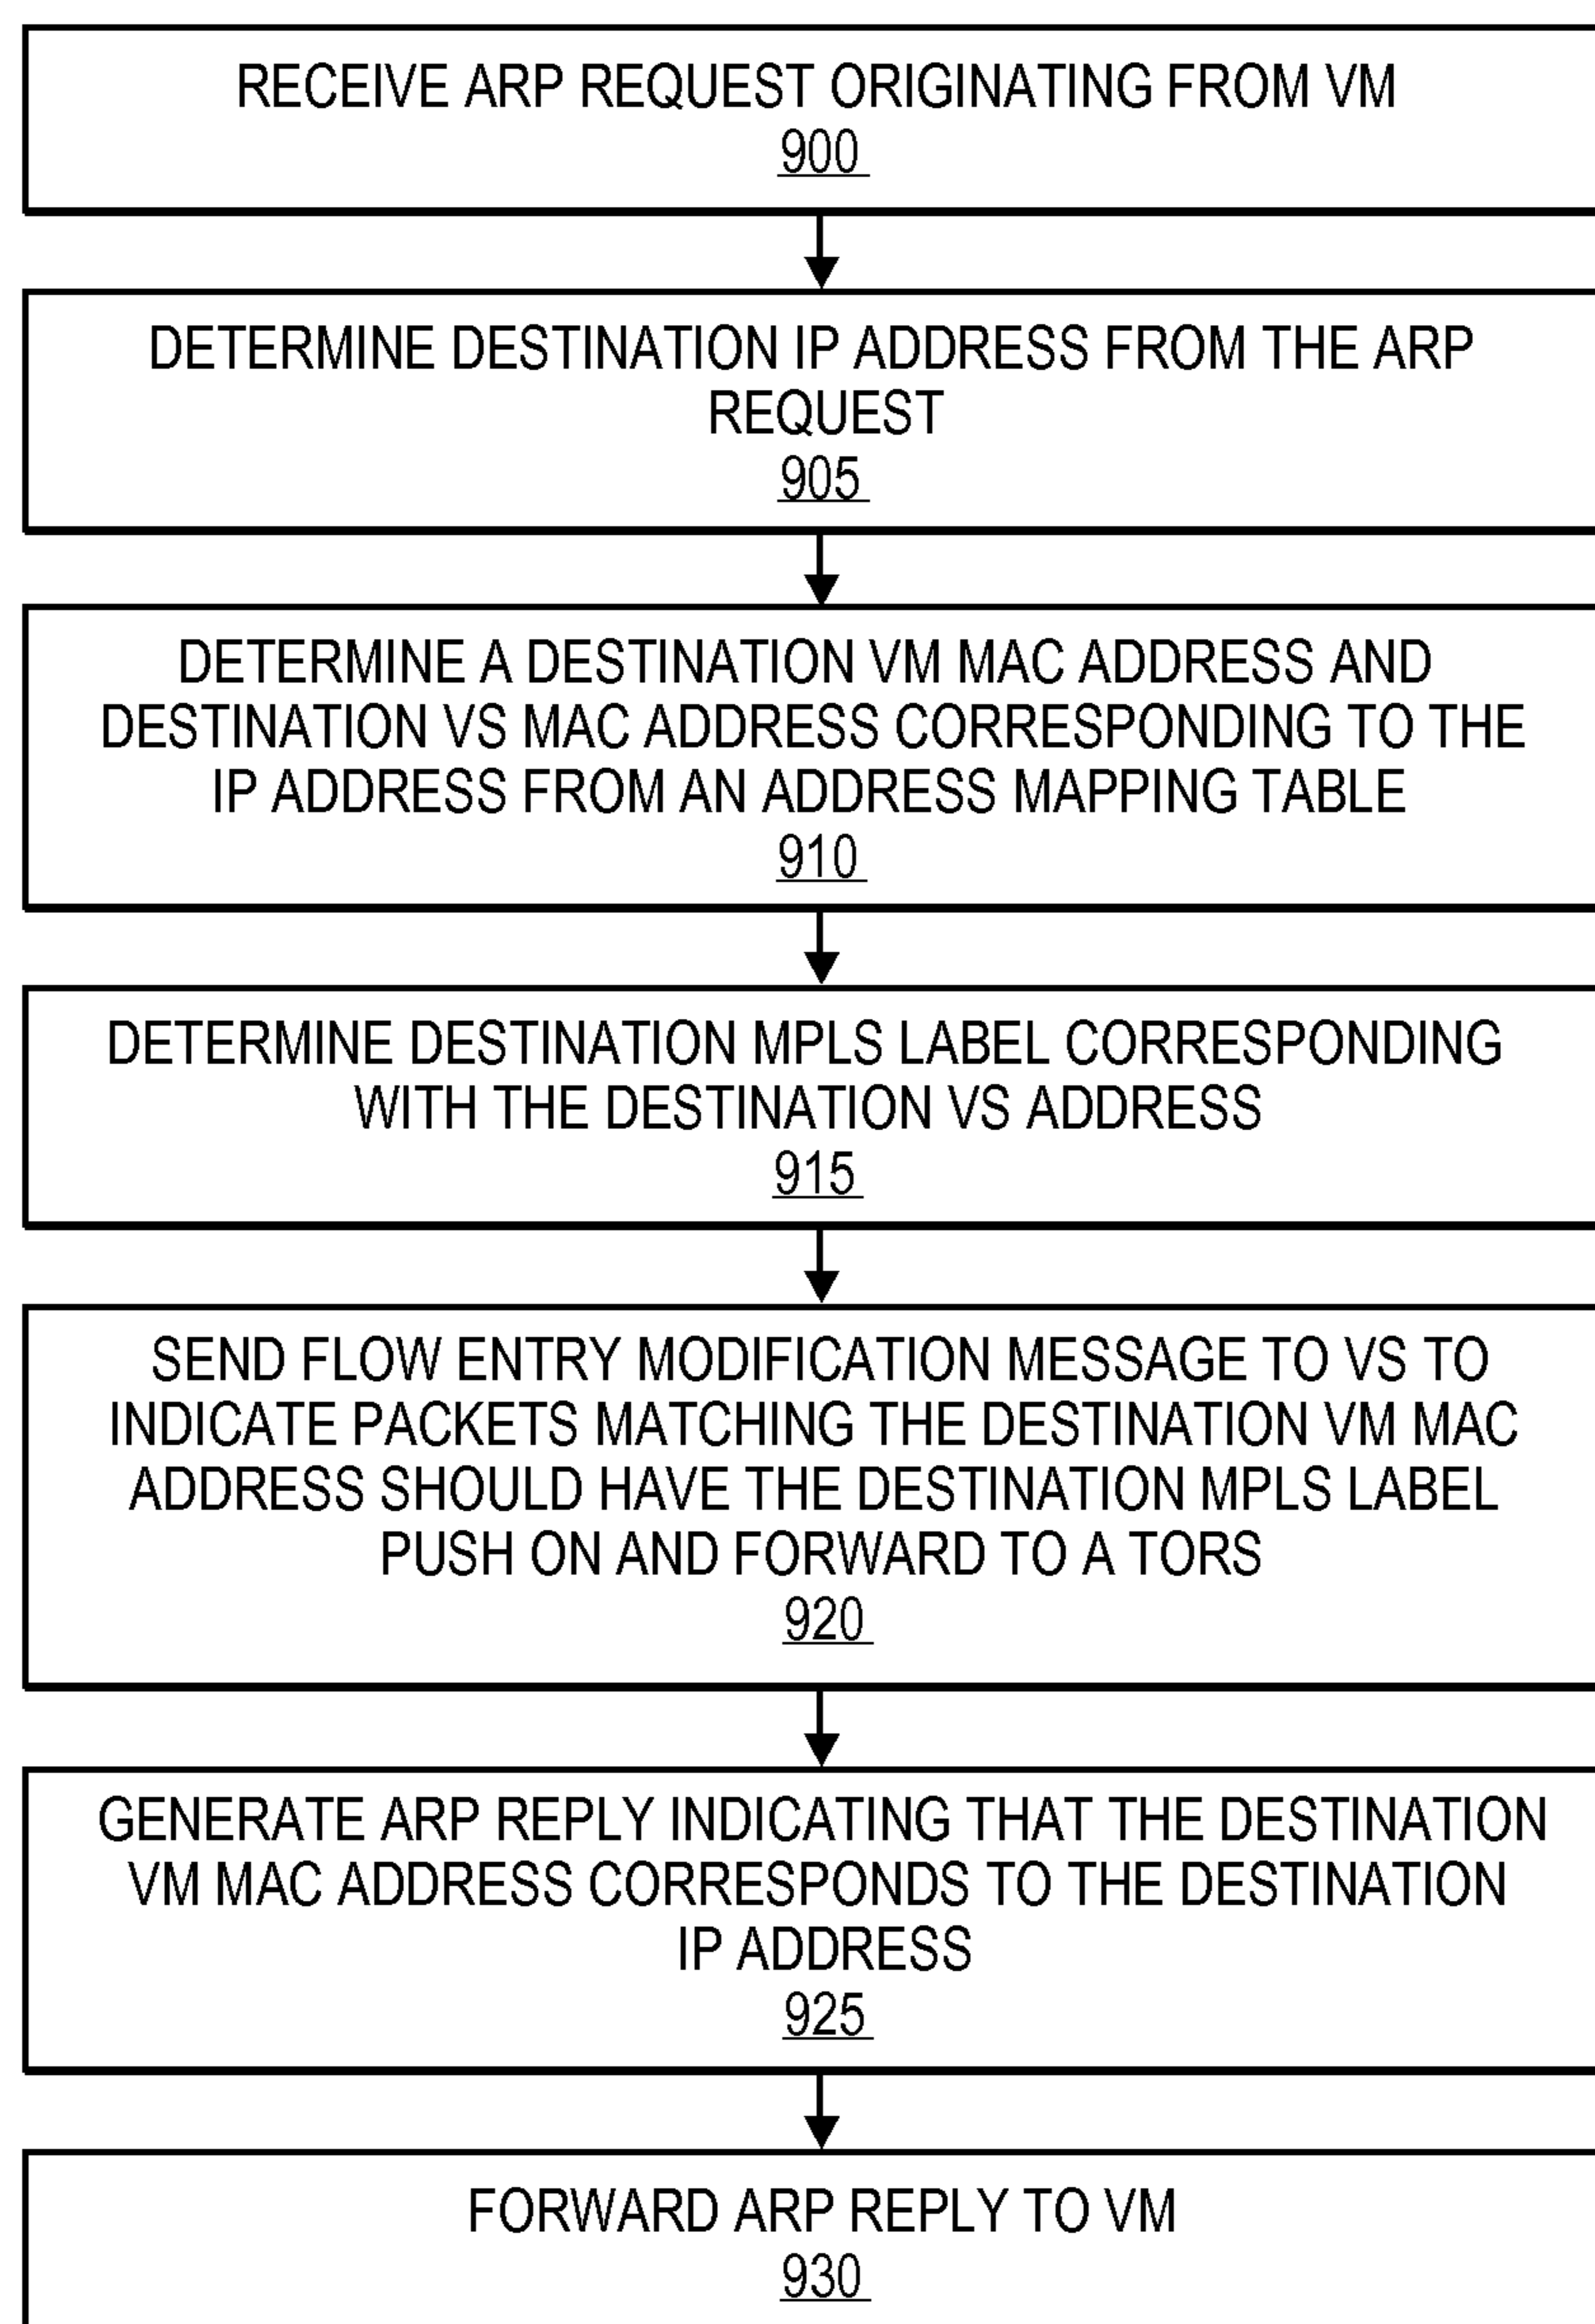 RECEIVE ARP REQUEST ORIGINATING FROM VM
900
DETERMINE DESTINATION IP ADDRESS FROM THE ARP
REQUEST
905
DETERMINE A DESTINATION VM MAC ADDRESS AND
DESTINATION VS MAC ADDRESS CORRESPONDING TO THE
IP ADDRESS FROM AN ADDRESS MAPPING TABLE
910
DETERMINE DESTINATION MPLS LABEL CORRESPONDING
WITH THE DESTINATION VS ADDRESS
915
SEND FLOW ENTRY MODIFICATION MESSAGE TO VS TO
INDICATE PACKETS MATCHING THE DESTINATION VM MAC
ADDRESS SHOULD HAVE THE DESTINATION MPLS LABEL
PUSH ON AND FORWARD TO A TORS
920
GENERATE ARP REPLY INDICATING THAT THE DESTINATION
VM MAC ADDRESS CORRESPONDS TO THE DESTINATION
IP ADDRESS
925
FORWARD ARP REPLY TO VM
930